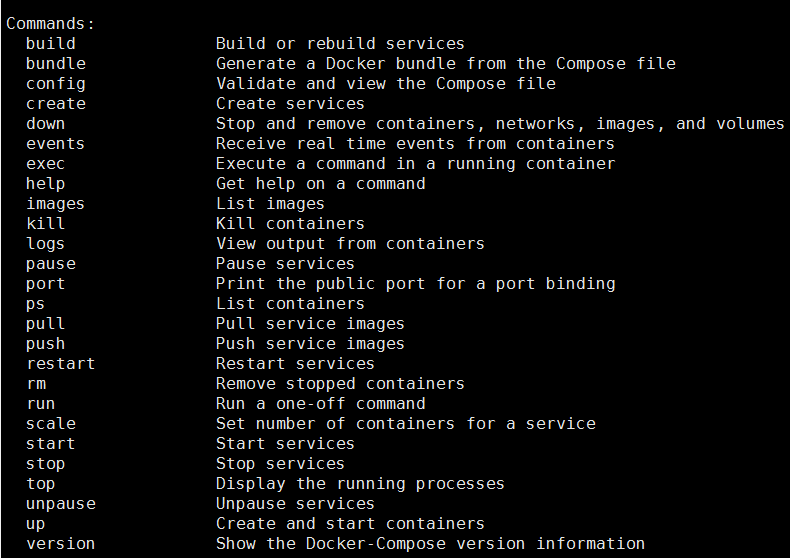 Commands:
  build              Build or rebuild services
  bundle             Generate a Docker bundle from the Compose file
  config             Validate and view the Compose file
  create             Create services
  down               Stop and remove containers, networks, images, and volumes
  events             Receive real time events from containers
  exec               Execute a command in a running container
  help               Get help on a command
  images             List images
  kill               Kill containers
  logs               View output from containers
  pause              Pause services
  port               Print the public port for a port binding
  ps                 List containers
  pull               Pull service images
  push               Push service images
  restart            Restart services
  rm                 Remove stopped containers
  run                Run a one-off command
  scale              Set number of containers for a service
  start              Start services
  stop               Stop services
  top                Display the running processes
  unpause            Unpause services
  up                 Create and start containers
  version            Show the Docker-Compose version information